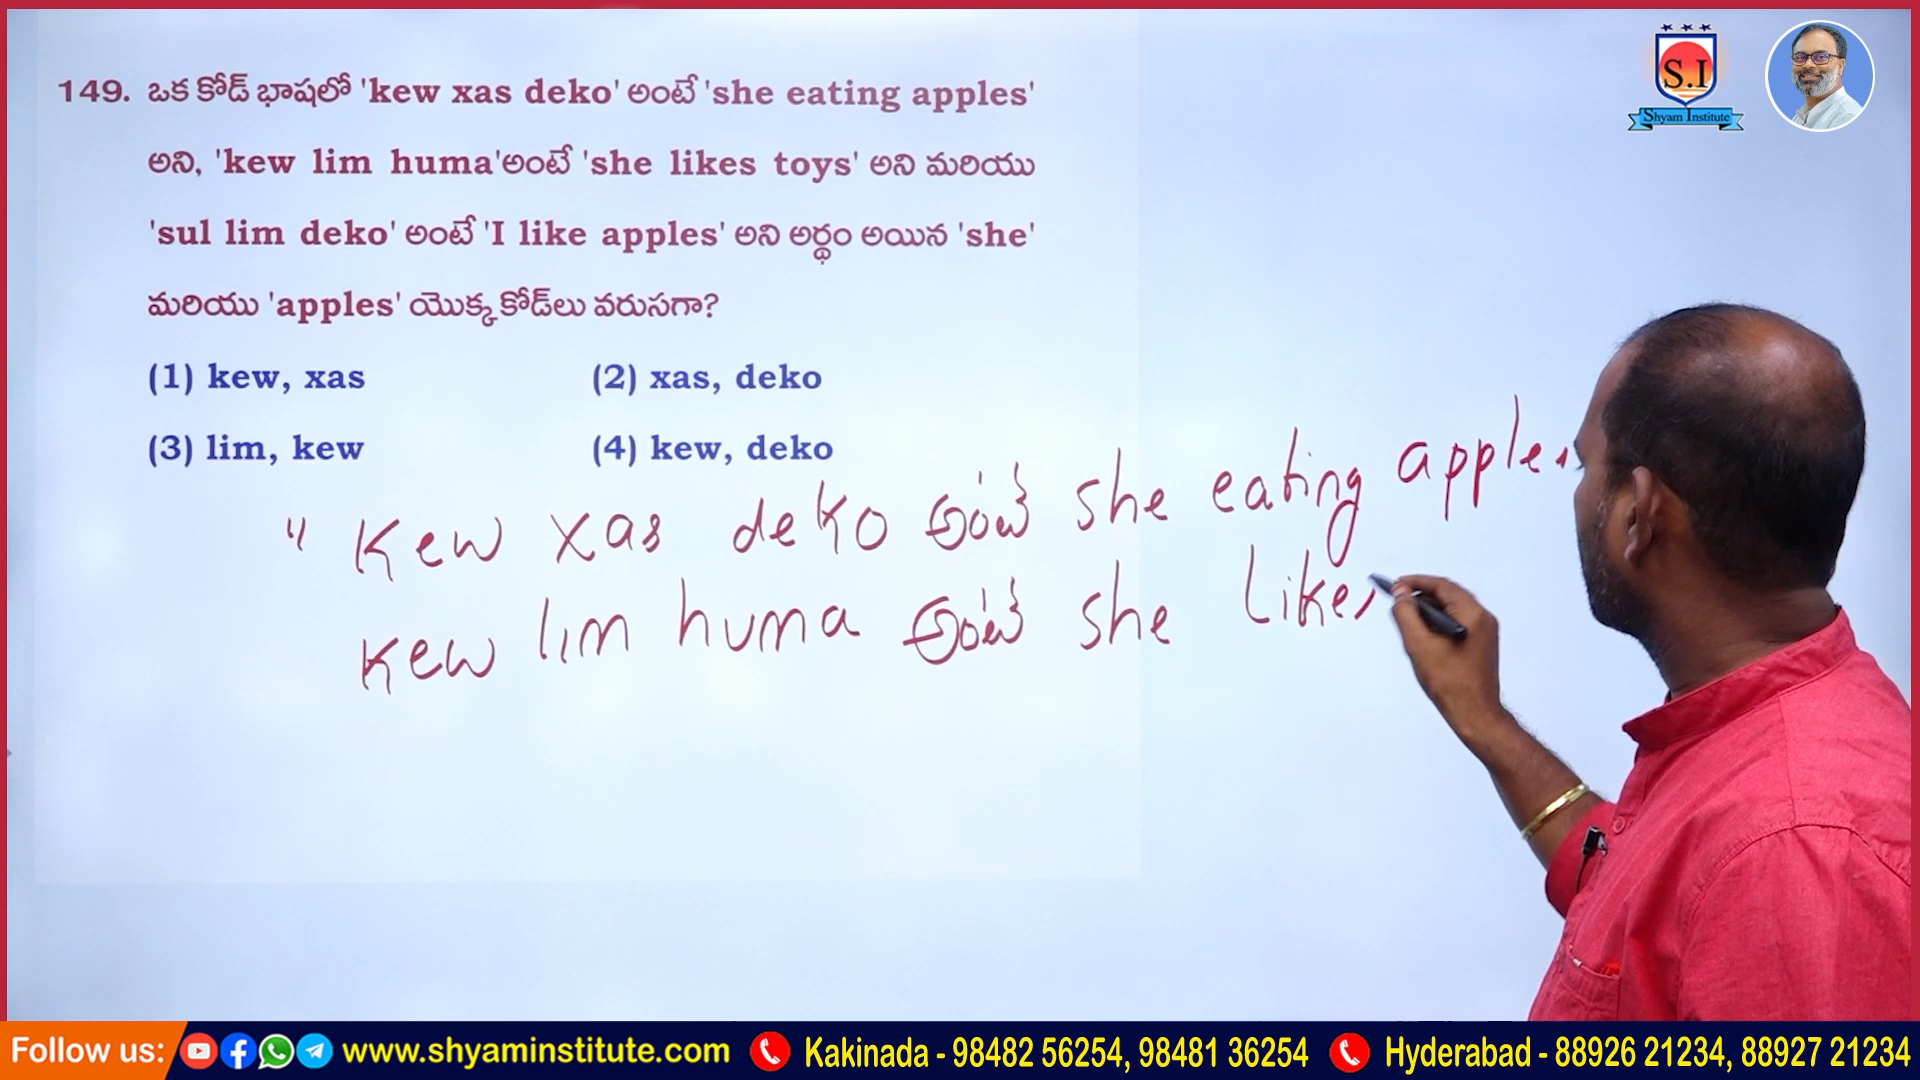 S.I
Shyam Institute
149. ఒక కోడ్ భాషలో 'kew xas deko' అంటే 'she eating apples'
అని, 'kew lim huma'అంటే 'she likes toys' అని మరియు
'sul lim deko' అంటే 'I like apples' అని అర్థం అయిన 'she'
మరియు 'apples' యొక్క కోడ్‌లు వరుసగా?
(1) kew, xas (2) xas, deko
(3) lim, kew (4) kew, deko
" kew xas deko అంటే she eating apples
kew lim huma అంటే she likes
Follow us: www.shyaminstitute.com Kakinada - 98482 56254, 98481 36254 Hyderabad - 88926 21234, 88927 21234